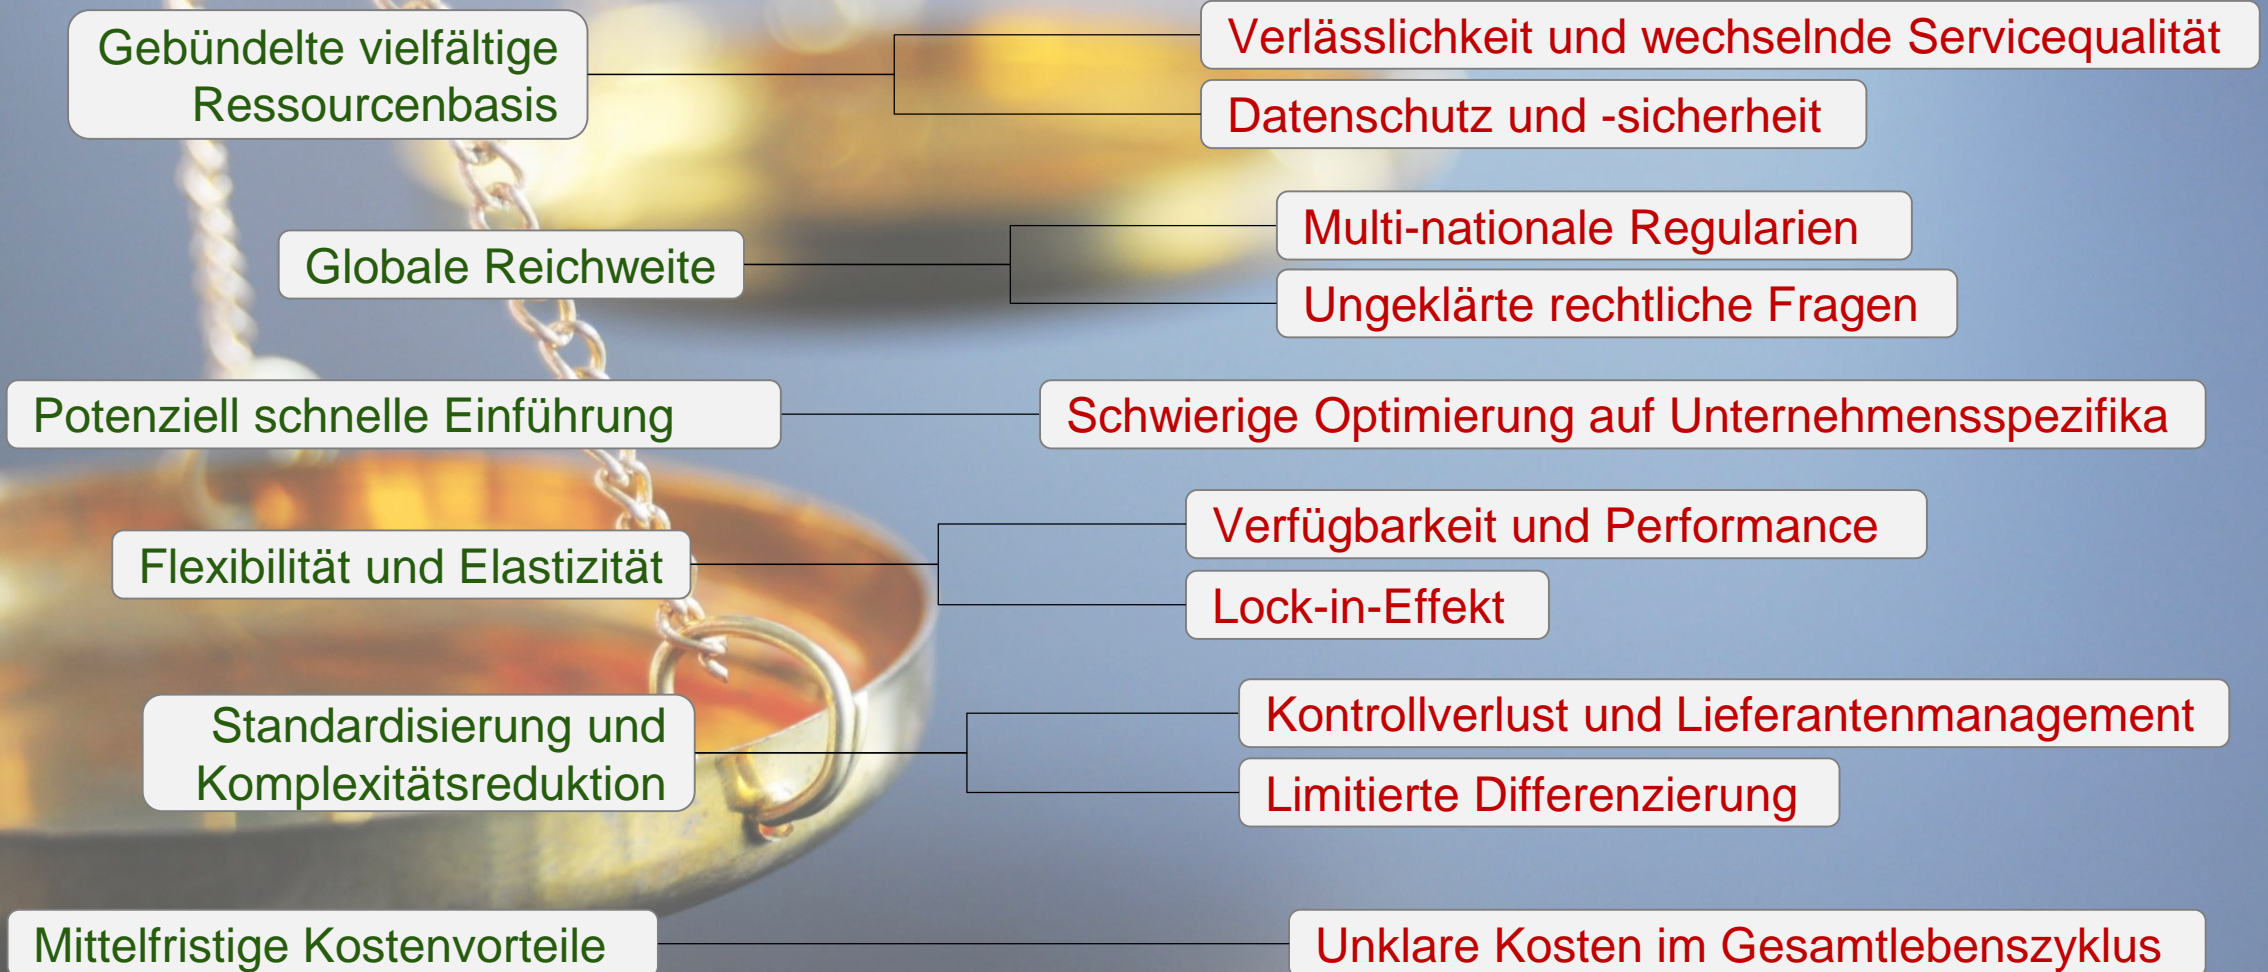 Gebündelte vielfältige
Ressourcenbasis
Verlässlichkeit und wechselnde Servicequalität
Datenschutz und -sicherheit
Globale Reichweite
Multi-nationale Regularien
Ungeklärte rechtliche Fragen
Potenziell schnelle Einführung
Schwierige Optimierung auf Unternehmensspezifika
Flexibilität und Elastizität
Verfügbarkeit und Performance
Lock-in-Effekt
Standardisierung und
Komplexitätsreduktion
Kontrollverlust und Lieferantenmanagement
Limitierte Differenzierung
Mittelfristige Kostenvorteile
Unklare Kosten im Gesamtlebenszyklus